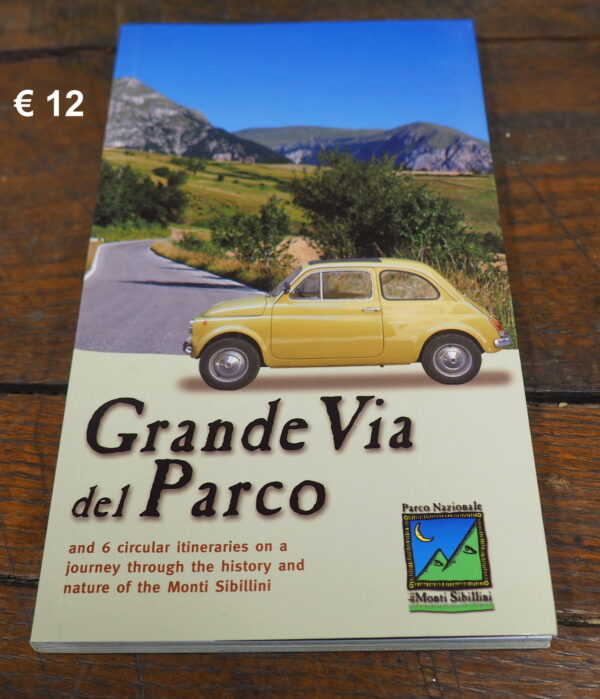 € 12
Grande Via
del Parco
and 6 circular itineraries on a
journey through the history and
nature of the Monti Sibillini
Parco Nazionale
dei Monti Sibillini